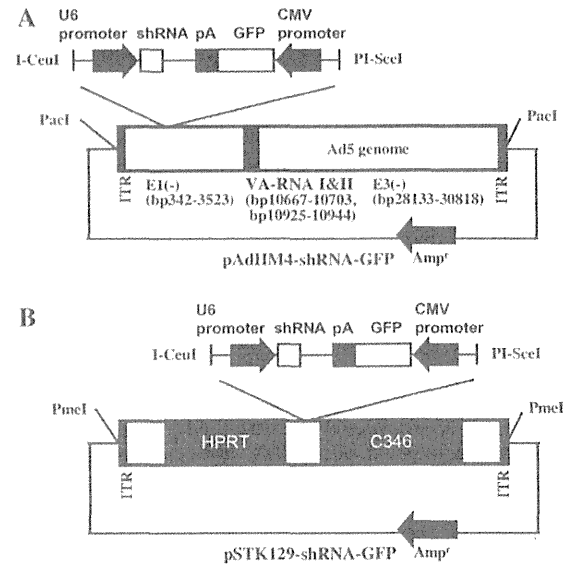 A
U6 promoter shRNA pA GFP CMV promoter
I-CeuI PI-SceI
PacI PacI
Ad5 genome
ITR E1(-) (bp342-3523) VA-RNA I&II (bp10667-10703, bp10925-10944) E3(-) (bp28133-30818) ITR
pAdHM4-shRNA-GFP Ampr
B
U6 promoter shRNA pA GFP CMV promoter
I-CeuI PI-SceI
PmeI PmeI
HPRT C346
ITR ITR
pSTK129-shRNA-GFP Ampr